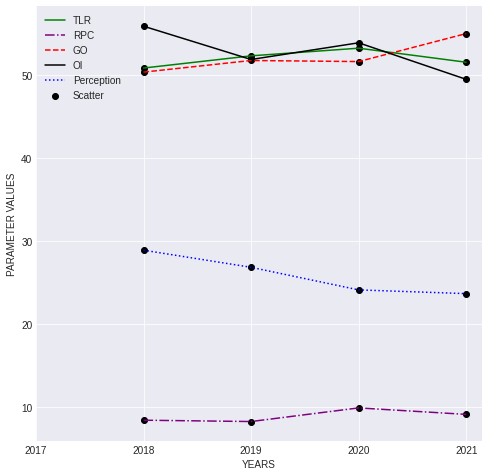 TLR
RPC
GO
OI
Perception
Scatter
50
40
30
20
10
PARAMETER VALUES
2017 2018 2019 2020 2021
YEARS